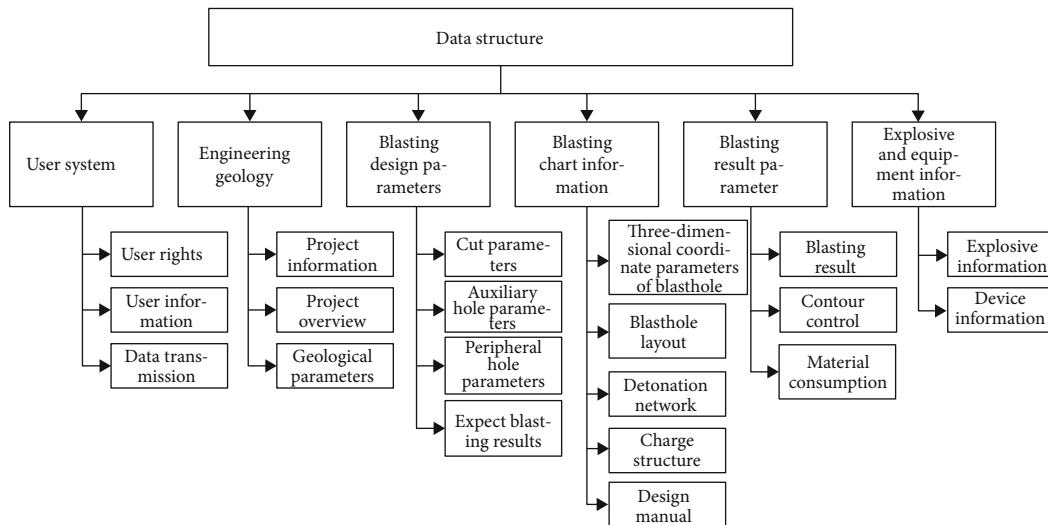 Data structure
User system
Engineering
geology
Blasting
design pa-
rameters
Blasting
chart infor-
mation
Blasting
result pa-
rameter
Explosive
and equip-
ment infor-
mation
User rights
User infor-
mation
Data trans-
mission
Project
information
Project
overview
Geological
parameters
Cut parame-
ters
Auxiliary
hole parame-
ters
Peripheral
hole
parameters
Expect blast-
ing results
Three-dimen-
sional coordi-
nate parameters
of blasthole
Blasthole
layout
Detonation
network
Charge
structure
Design
manual
Blasting
result
Contour
control
Material
consumption
Explosive
information
Device
information